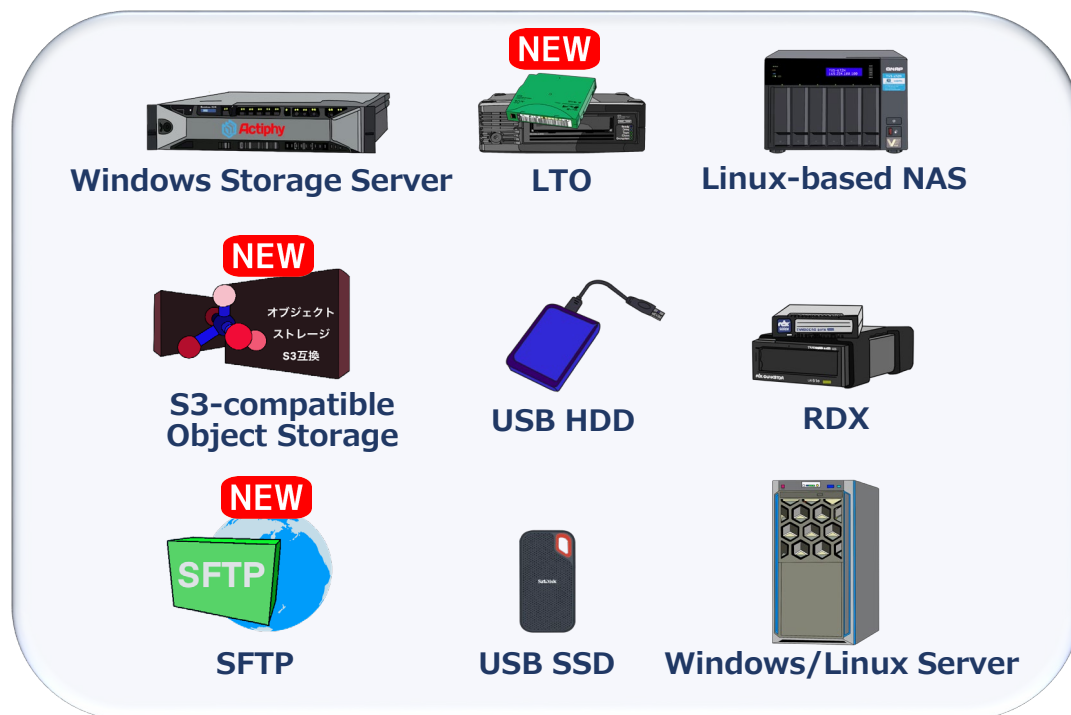 NEW
Actiphy
QNAP
Windows Storage Server
LTO
Linux-based NAS
NEW
オブジェクト
ストレージ
S3互換
S3-compatible
Object Storage
USB HDD
RDX
NEW
SFTP
SanDisk
SFTP
USB SSD
Windows/Linux Server